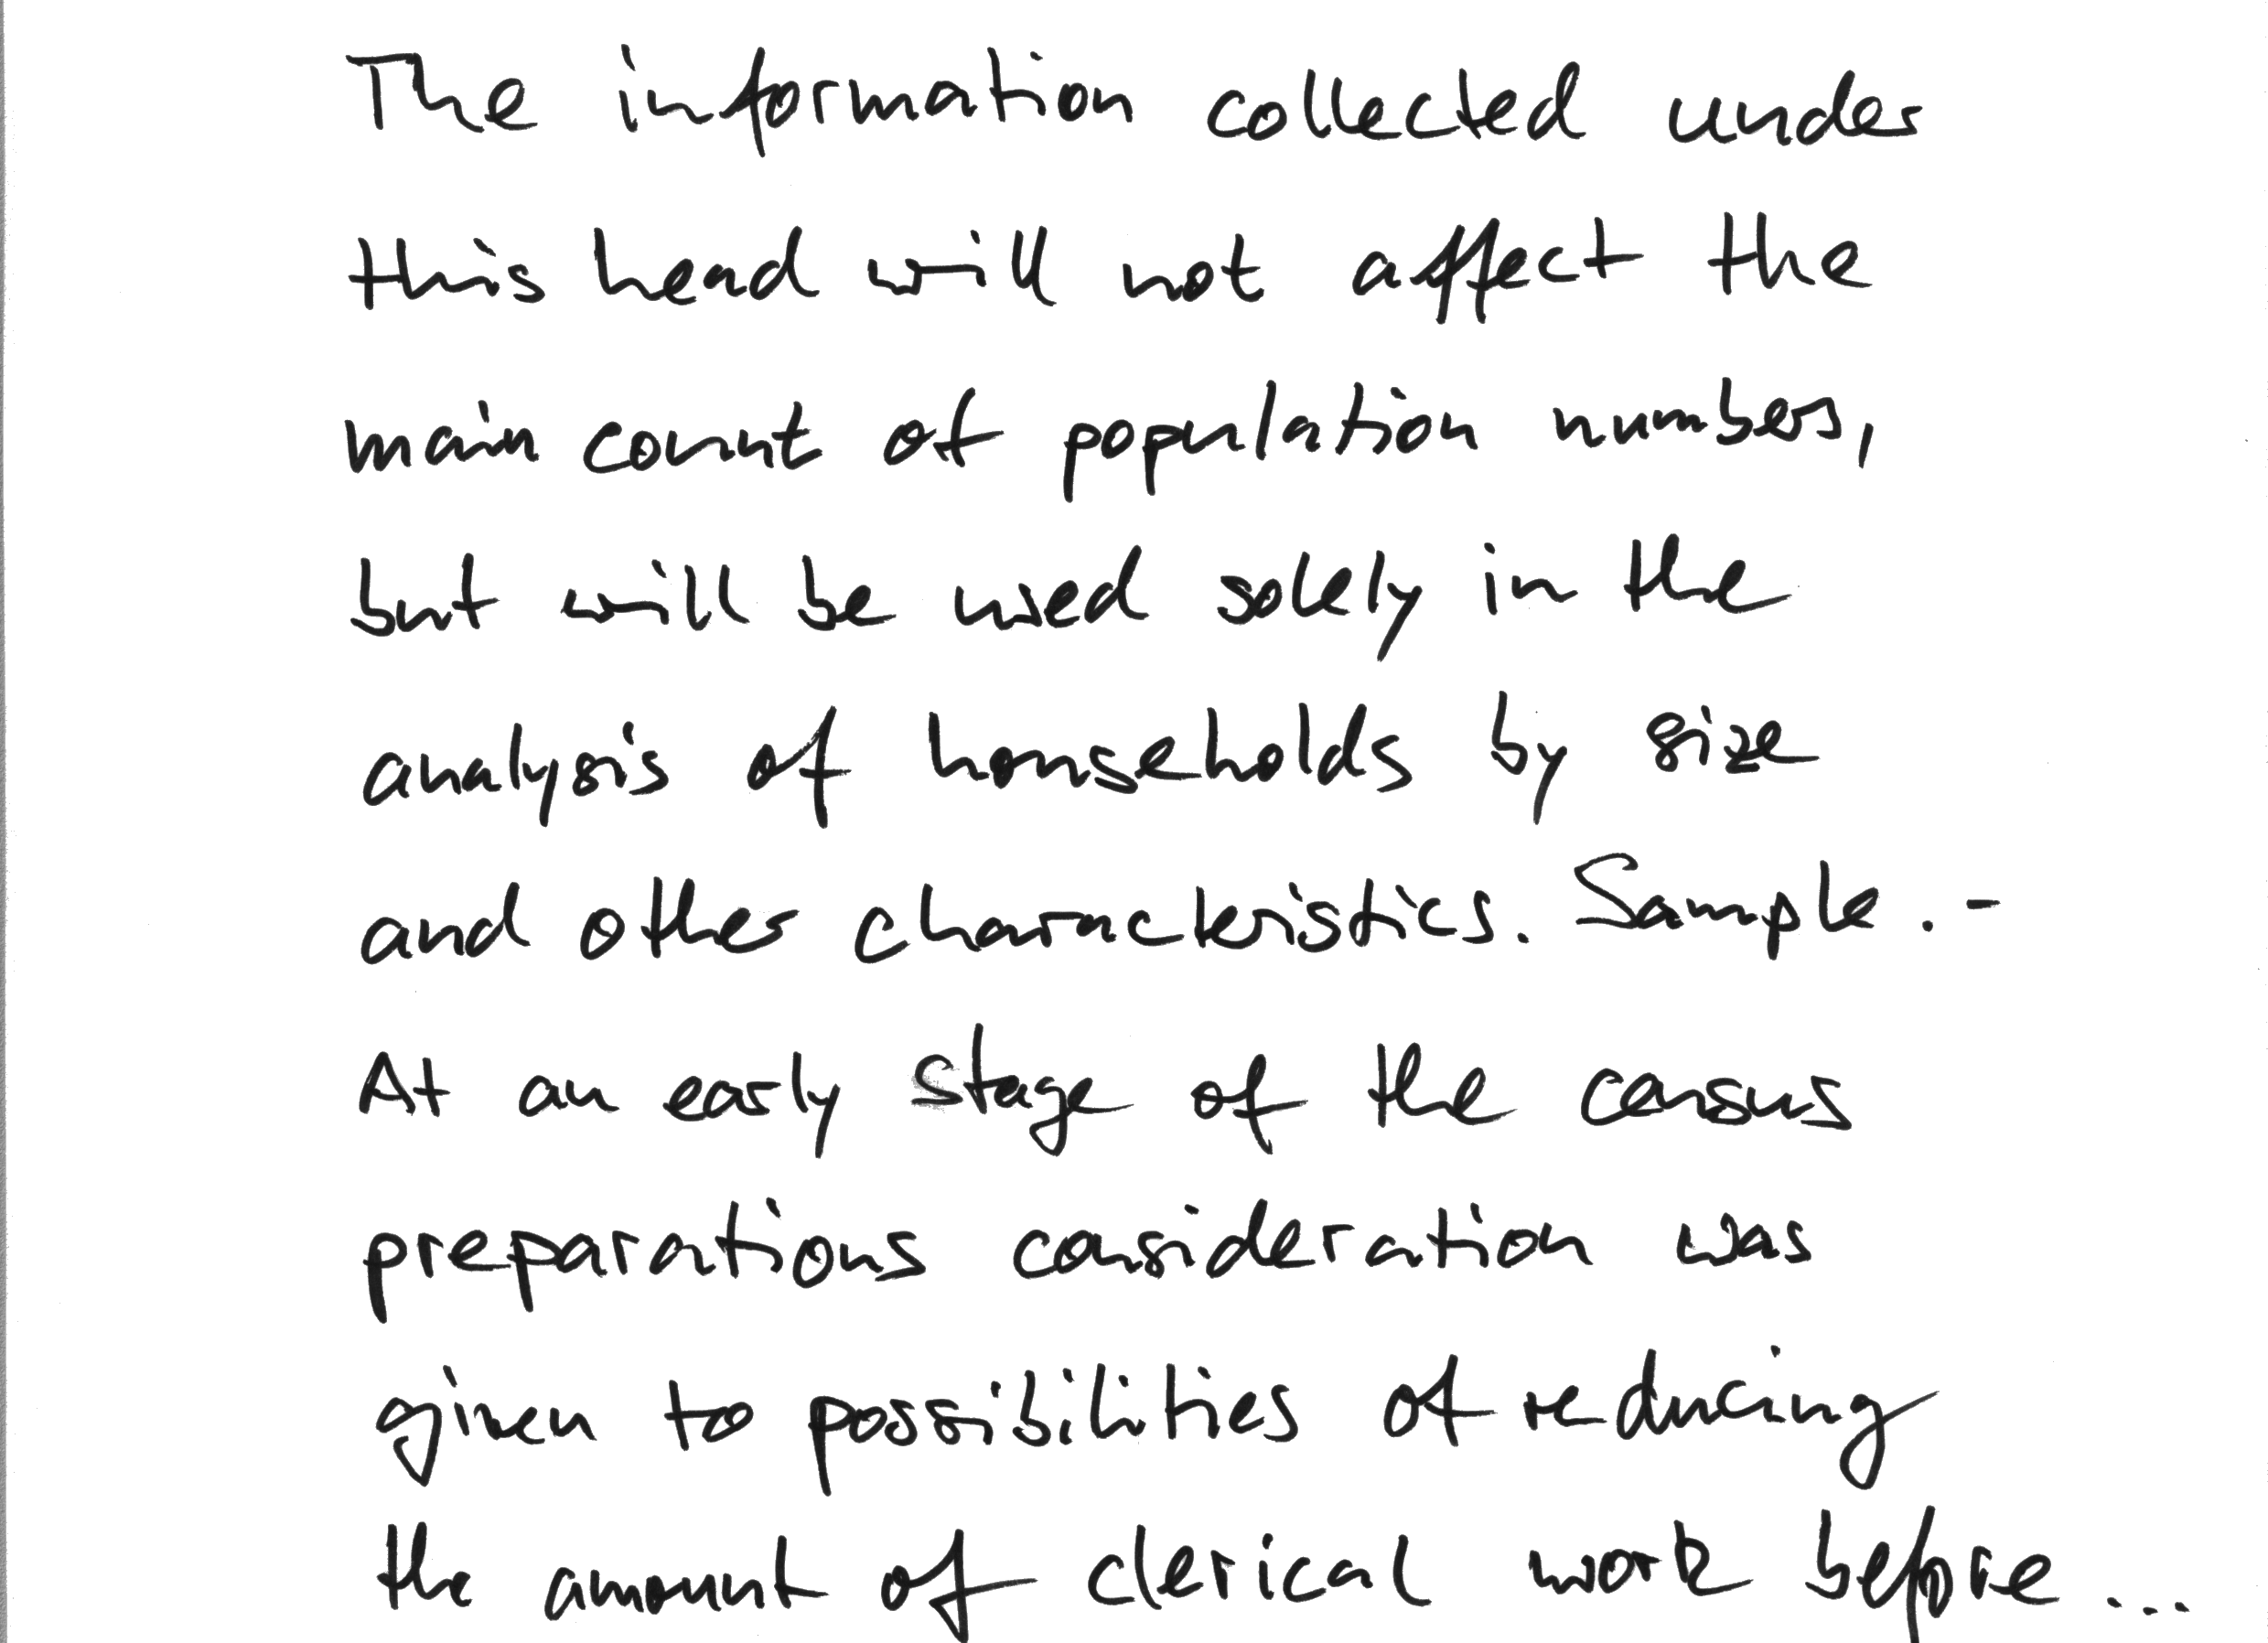 The information collected under
this head will not affect the
main count of population numbers,
but will be used solely in the
analysis of households by size
and other characteristics. Sample.-
At an early stage of the census
preparations consideration was
given to possibilities of reducing
the amount of clerical work before...